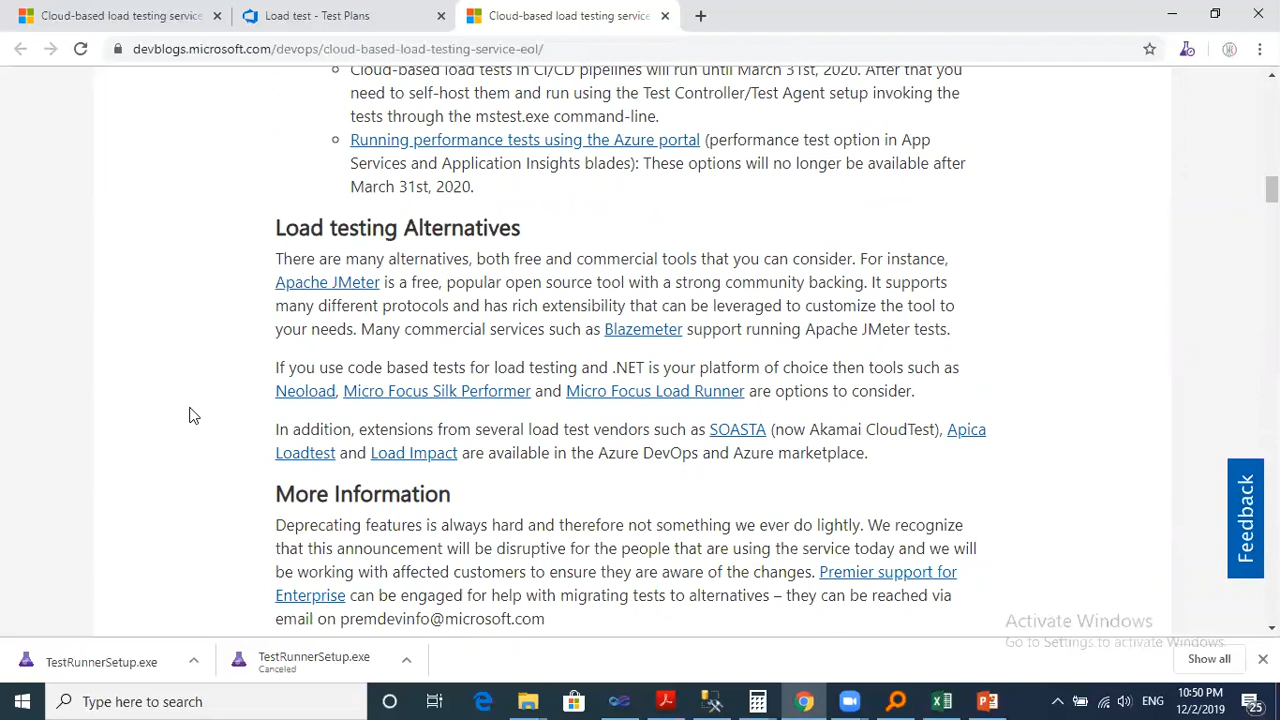 Cloud-based load testing servic
Load test - Test Plans
Cloud-based load testing service
devblogs.microsoft.com/devops/cloud-based-load-testing-service-eol/
Cloud-based load tests in CI/CD pipelines will run until March 31st, 2020. After that you
need to self-host them and run using the Test Controller/Test Agent setup invoking the
tests through the mstest.exe command-line.
Running performance tests using the Azure portal (performance test option in App
Services and Application Insights blades): These options will no longer be available after
March 31st, 2020.
Load testing Alternatives
There are many alternatives, both free and commercial tools that you can consider. For instance,
Apache JMeter is a free, popular open source tool with a strong community backing. It supports
many different protocols and has rich extensibility that can be leveraged to customize the tool to
your needs. Many commercial services such as Blazemeter support running Apache JMeter tests.
If you use code based tests for load testing and .NET is your platform of choice then tools such as
Neoload, Micro Focus Silk Performer and Micro Focus Load Runner are options to consider.
In addition, extensions from several load test vendors such as SOASTA (now Akamai CloudTest), Apica
Loadtest and Load Impact are available in the Azure DevOps and Azure marketplace.
More Information
Deprecating features is always hard and therefore not something we ever do lightly. We recognize
that this announcement will be disruptive for the people that are using the service today and we will
be working with affected customers to ensure they are aware of the changes. Premier support for
Enterprise can be engaged for help with migrating tests to alternatives – they can be reached via
email on premdevinfo@microsoft.com
Feedback
Activate Windows
Go to Settings to activate Windows.
TestRunnerSetup.exe
TestRunnerSetup.exe
Canceled
Show all
Type here to search
ENG
10:50 PM
12/2/2019
25